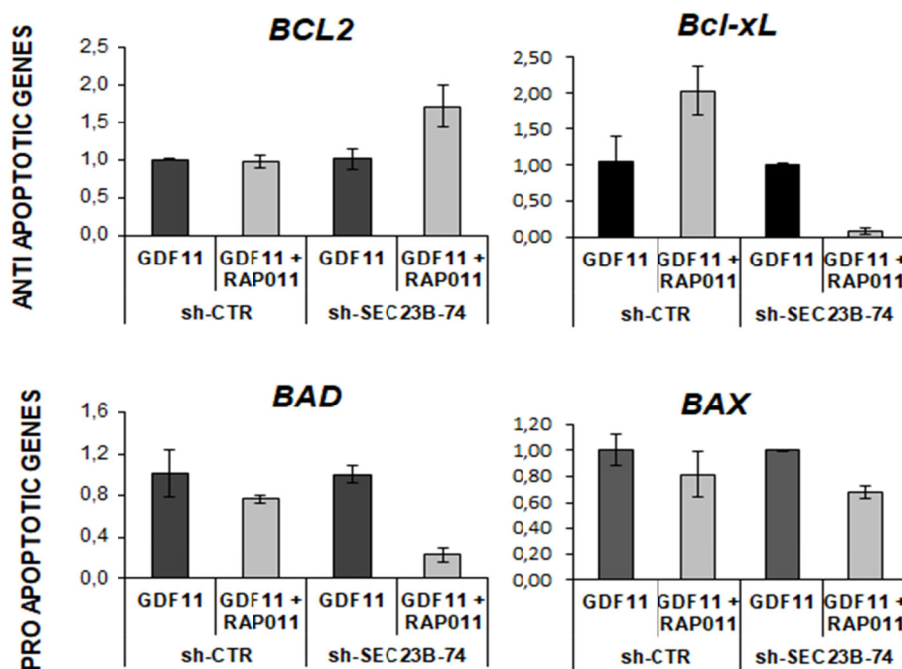 ANTI APOPTOTIC GENES
BCL2
2,5
2,0
1,5
1,0
0,5
0,0
GDF11 GDF11 + GDF11 GDF11 +
RAP011 RAP011
sh-CTR sh-SEC23B-74
Bcl-xL
2,50
2,00
1,50
1,00
0,50
0,00
GDF11 GDF11 + GDF11 GDF11 +
RAP011 RAP011
sh-CTR sh-SEC23B-74
PRO APOPTOTIC GENES
BAD
1,6
1,2
0,8
0,4
0,0
GDF11 GDF11 + GDF11 GDF11 +
RAP011 RAP011
sh-CTR sh-SEC23B-74
BAX
1,20
1,00
0,80
0,60
0,40
0,20
0,00
GDF11 GDF11 + GDF11 GDF11 +
RAP011 RAP011
sh-CTR sh-SEC23B-74